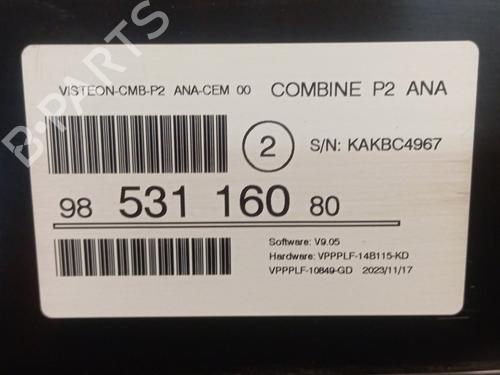 B-PARTS
VISTEON-CMB-P2 ANA-CEM 00 COMBINE P2 ANA
2 S/N: KAKBC4967
98 531 160 80
Software: V9.05
Hardware: VPPPLF-14B115-KD
VPPPLF-10849-GD 2023/11/17